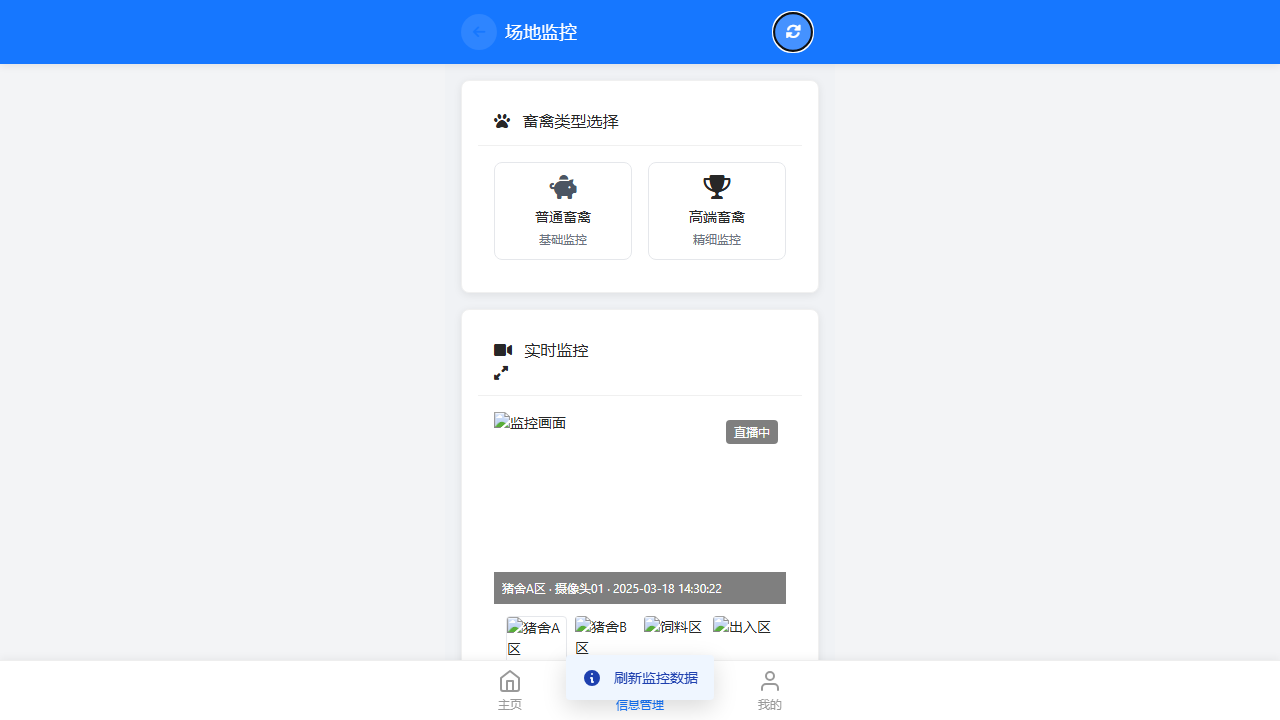 场地监控
畜禽类型选择
普通畜禽
基础监控
高端畜禽
精细监控
实时监控
监控画面
直播中
猪舍A区 · 摄像头01 · 2025-03-18 14:30:22
猪舍A
区
猪舍B
区
饲料区
出入区
刷新监控数据
主页
信息管理
我的